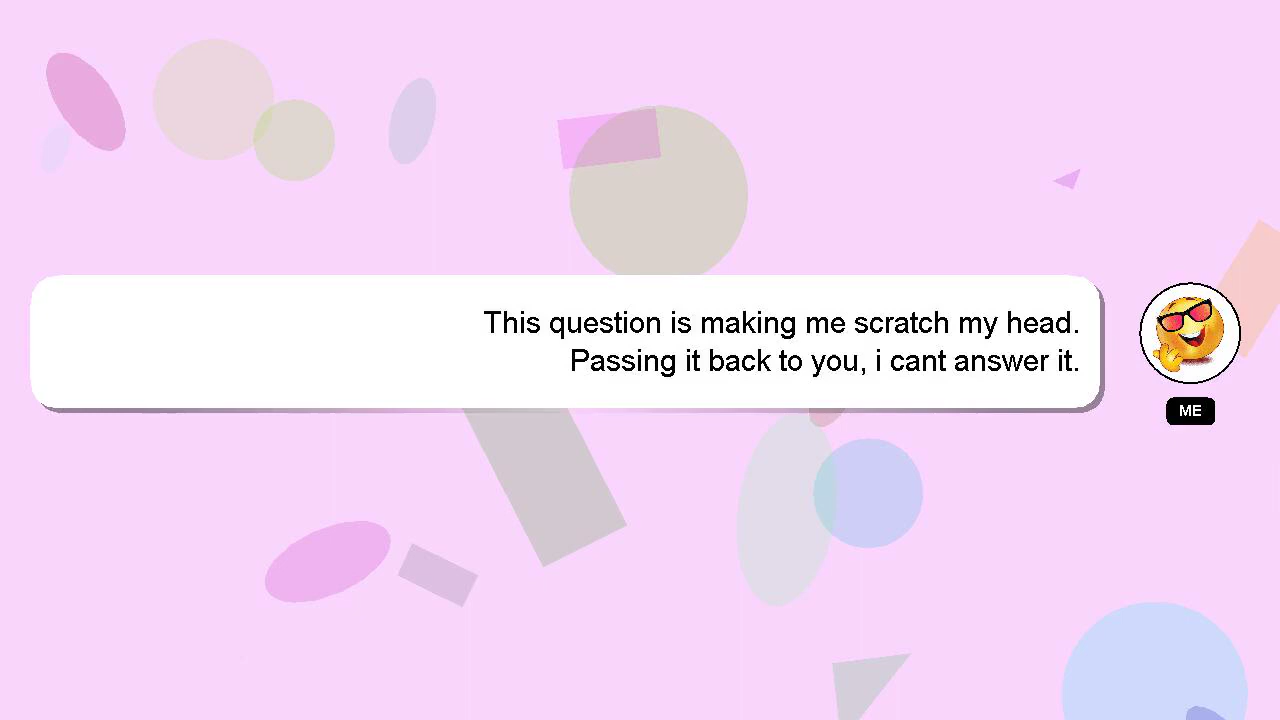 This question is making me scratch my head.
Passing it back to you, i cant answer it.
ME